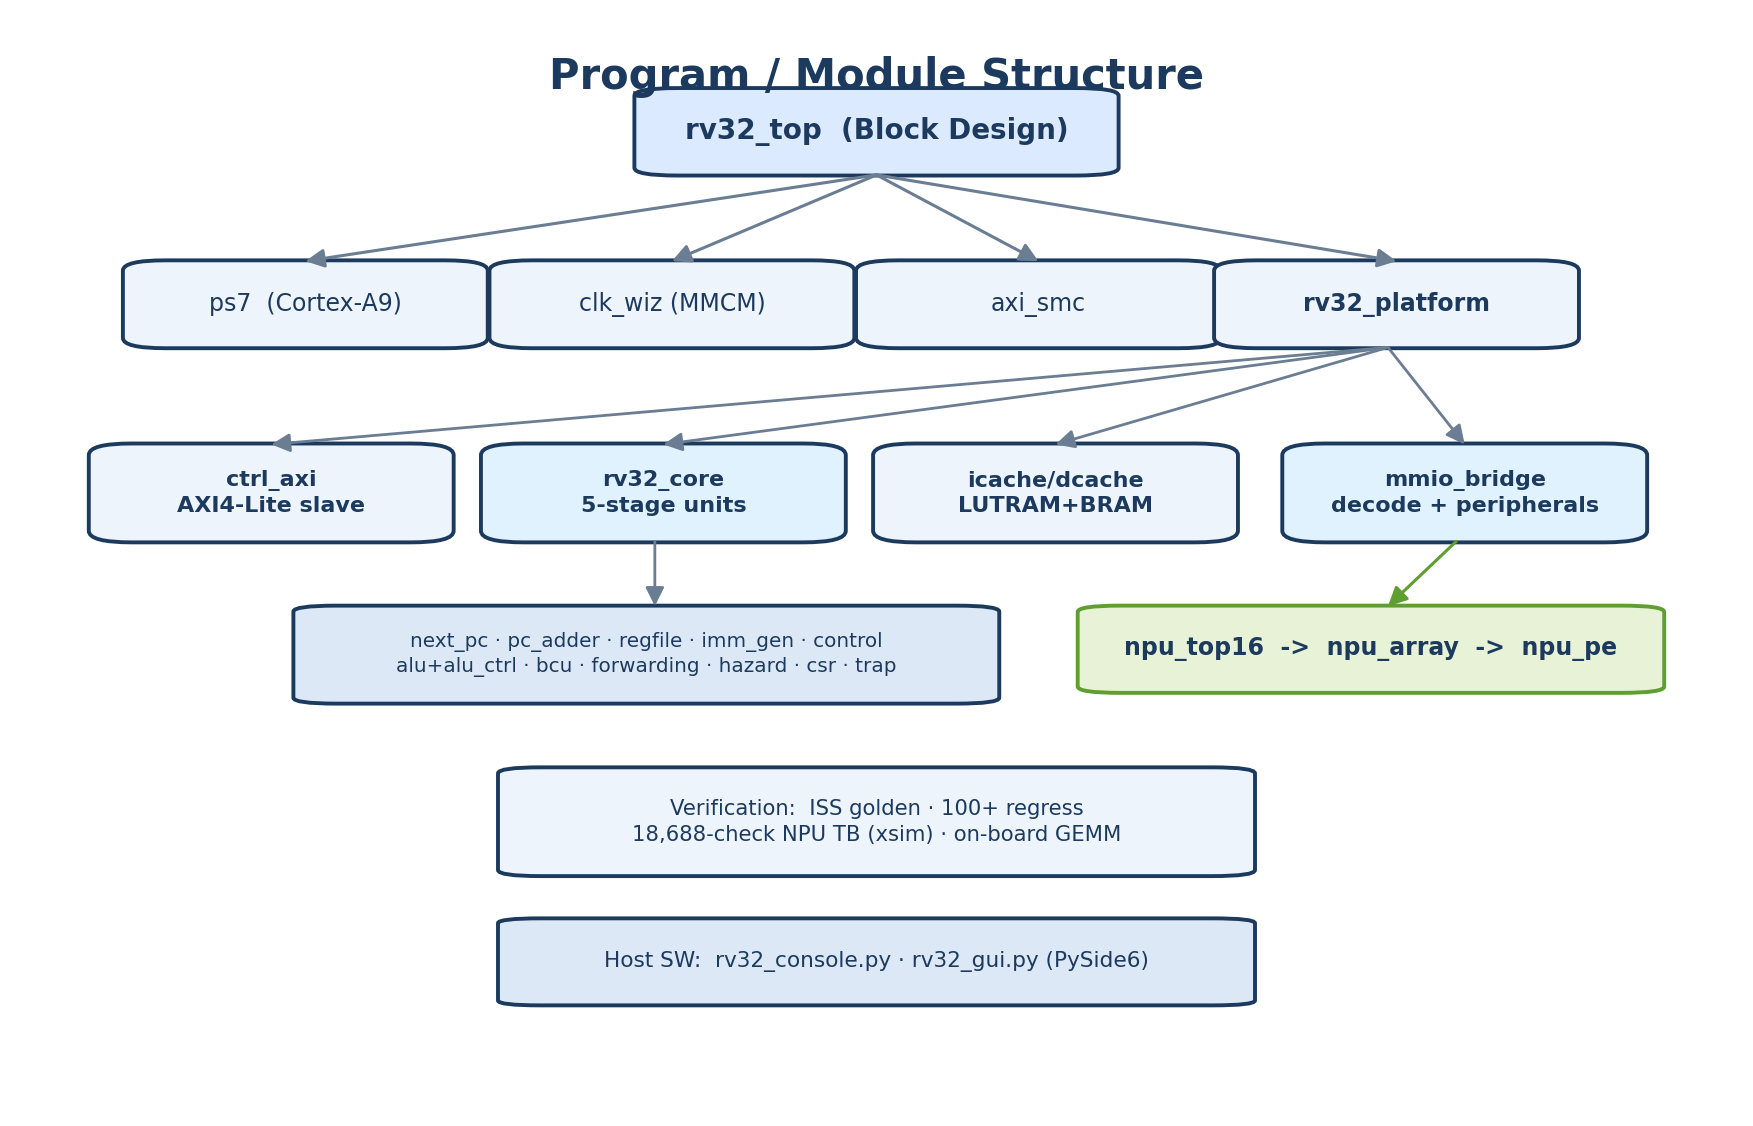 Program / Module Structure
rv32_top  (Block Design)
ps7  (Cortex-A9)
clk_wiz (MMCM)
axi_smc
rv32_platform
ctrl_axi
AXI4-Lite slave
rv32_core
5-stage units
icache/dcache
LUTRAM+BRAM
mmio_bridge
decode + peripherals
next_pc · pc_adder · regfile · imm_gen · control
alu+alu_ctrl · bcu · forwarding · hazard · csr · trap
npu_top16  ->  npu_array  ->  npu_pe
Verification:  ISS golden · 100+ regress
18,688-check NPU TB (xsim) · on-board GEMM
Host SW:  rv32_console.py · rv32_gui.py (PySide6)